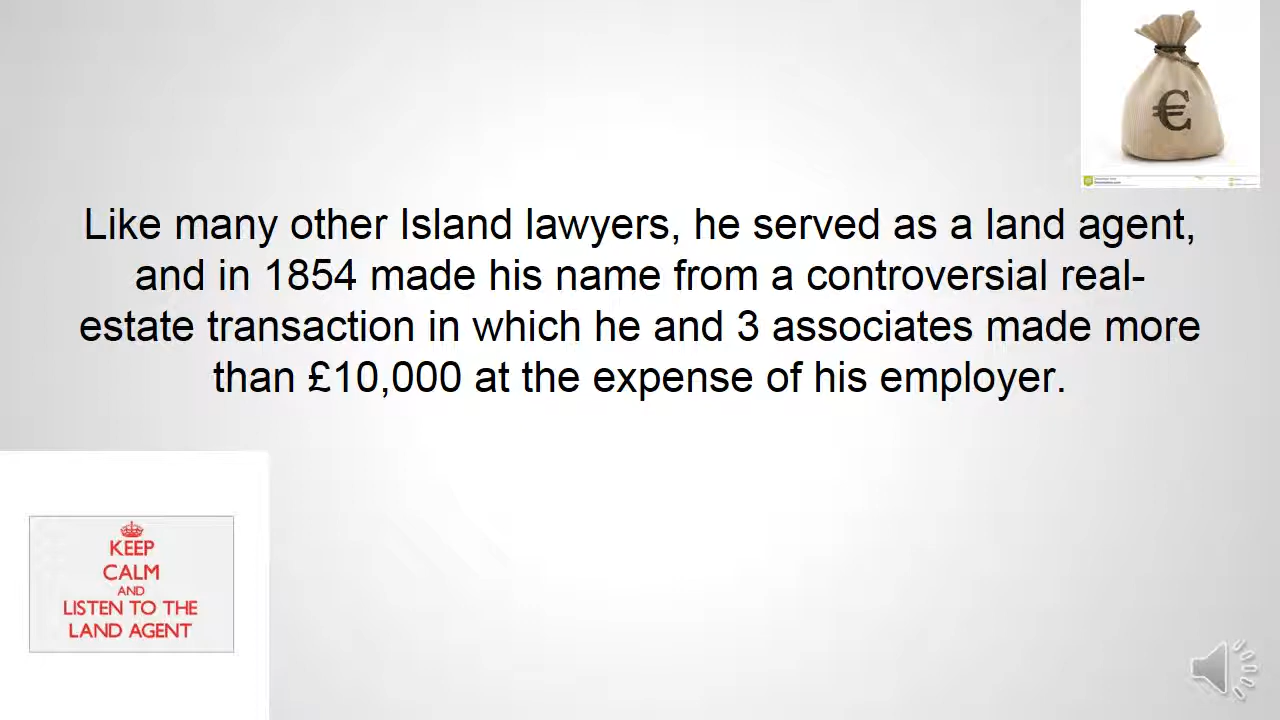 €
Like many other Island lawyers, he served as a land agent,
and in 1854 made his name from a controversial real-
estate transaction in which he and 3 associates made more
than £10,000 at the expense of his employer.
KEEP
CALM
AND
LISTEN TO THE
LAND AGENT